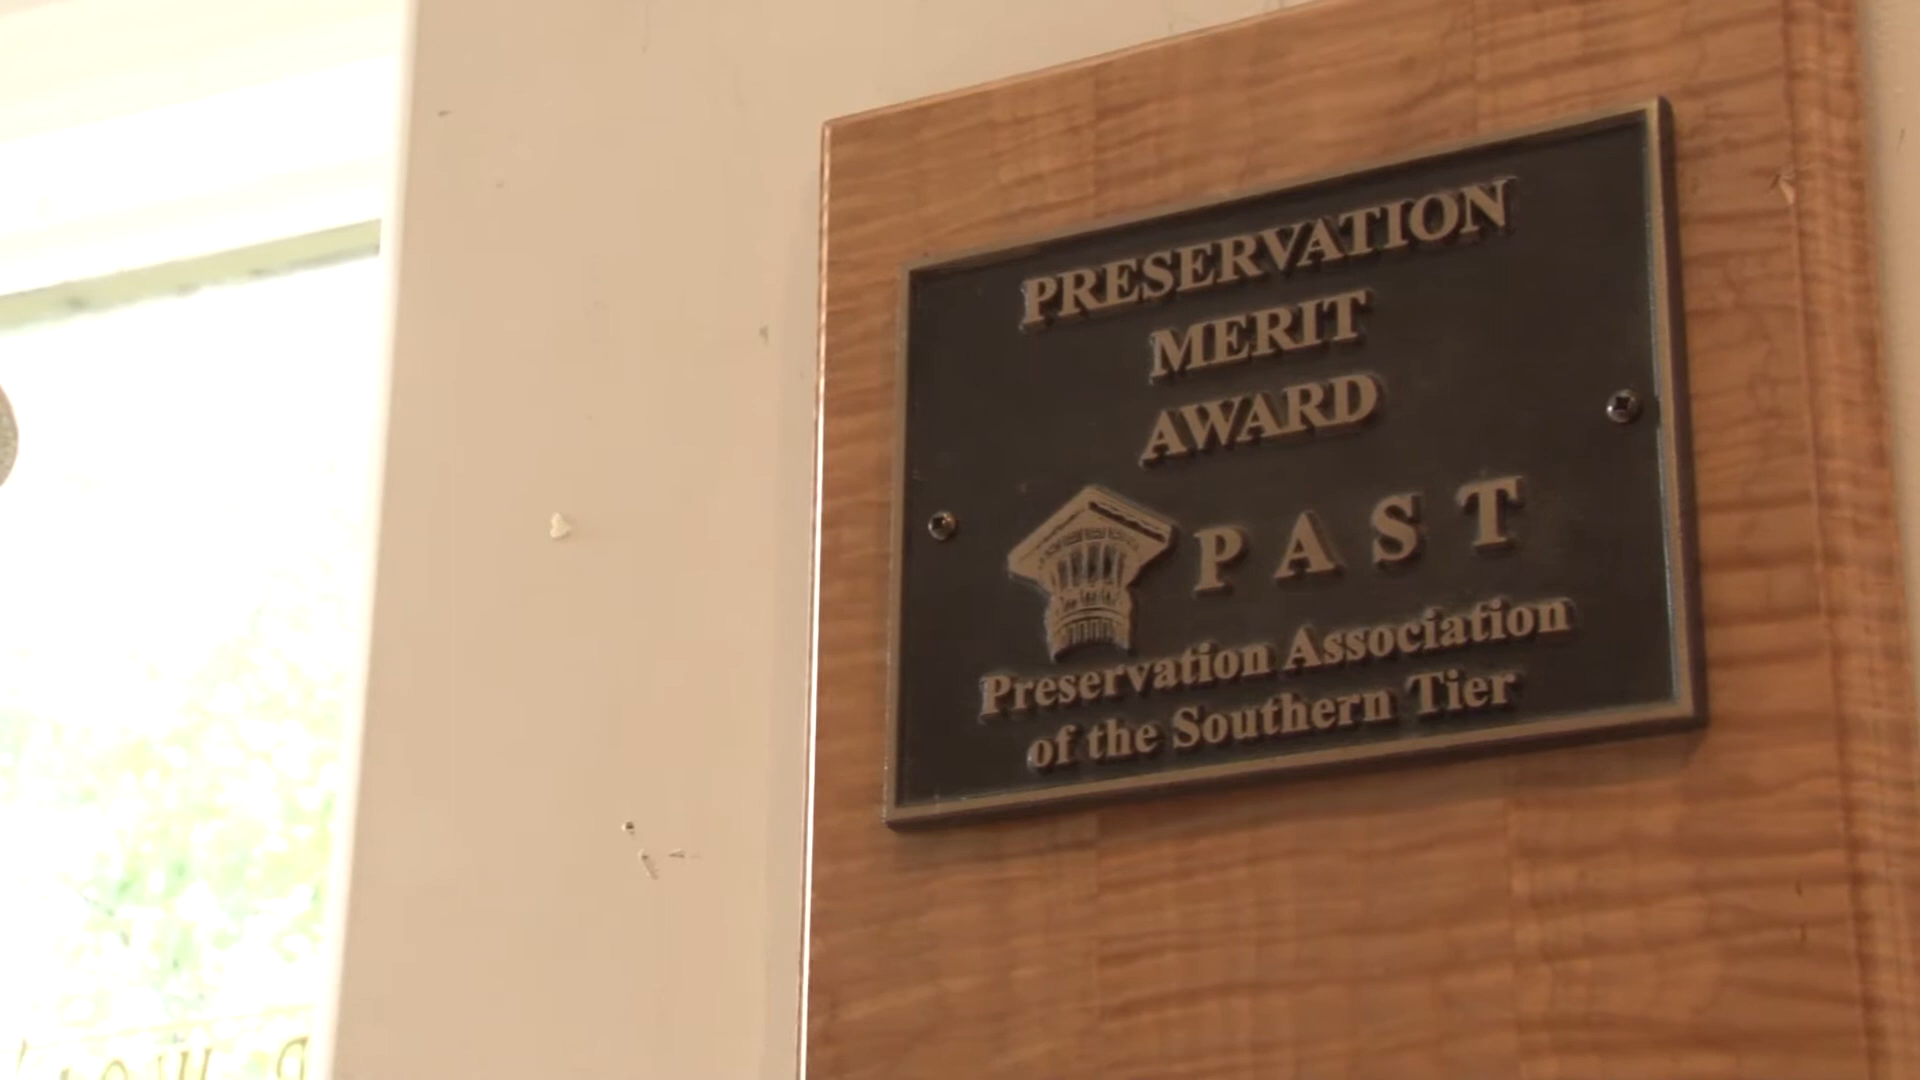 PRESERVATION
MERIT
AWARD
PAST
Preservation Association
of the Southern Tier